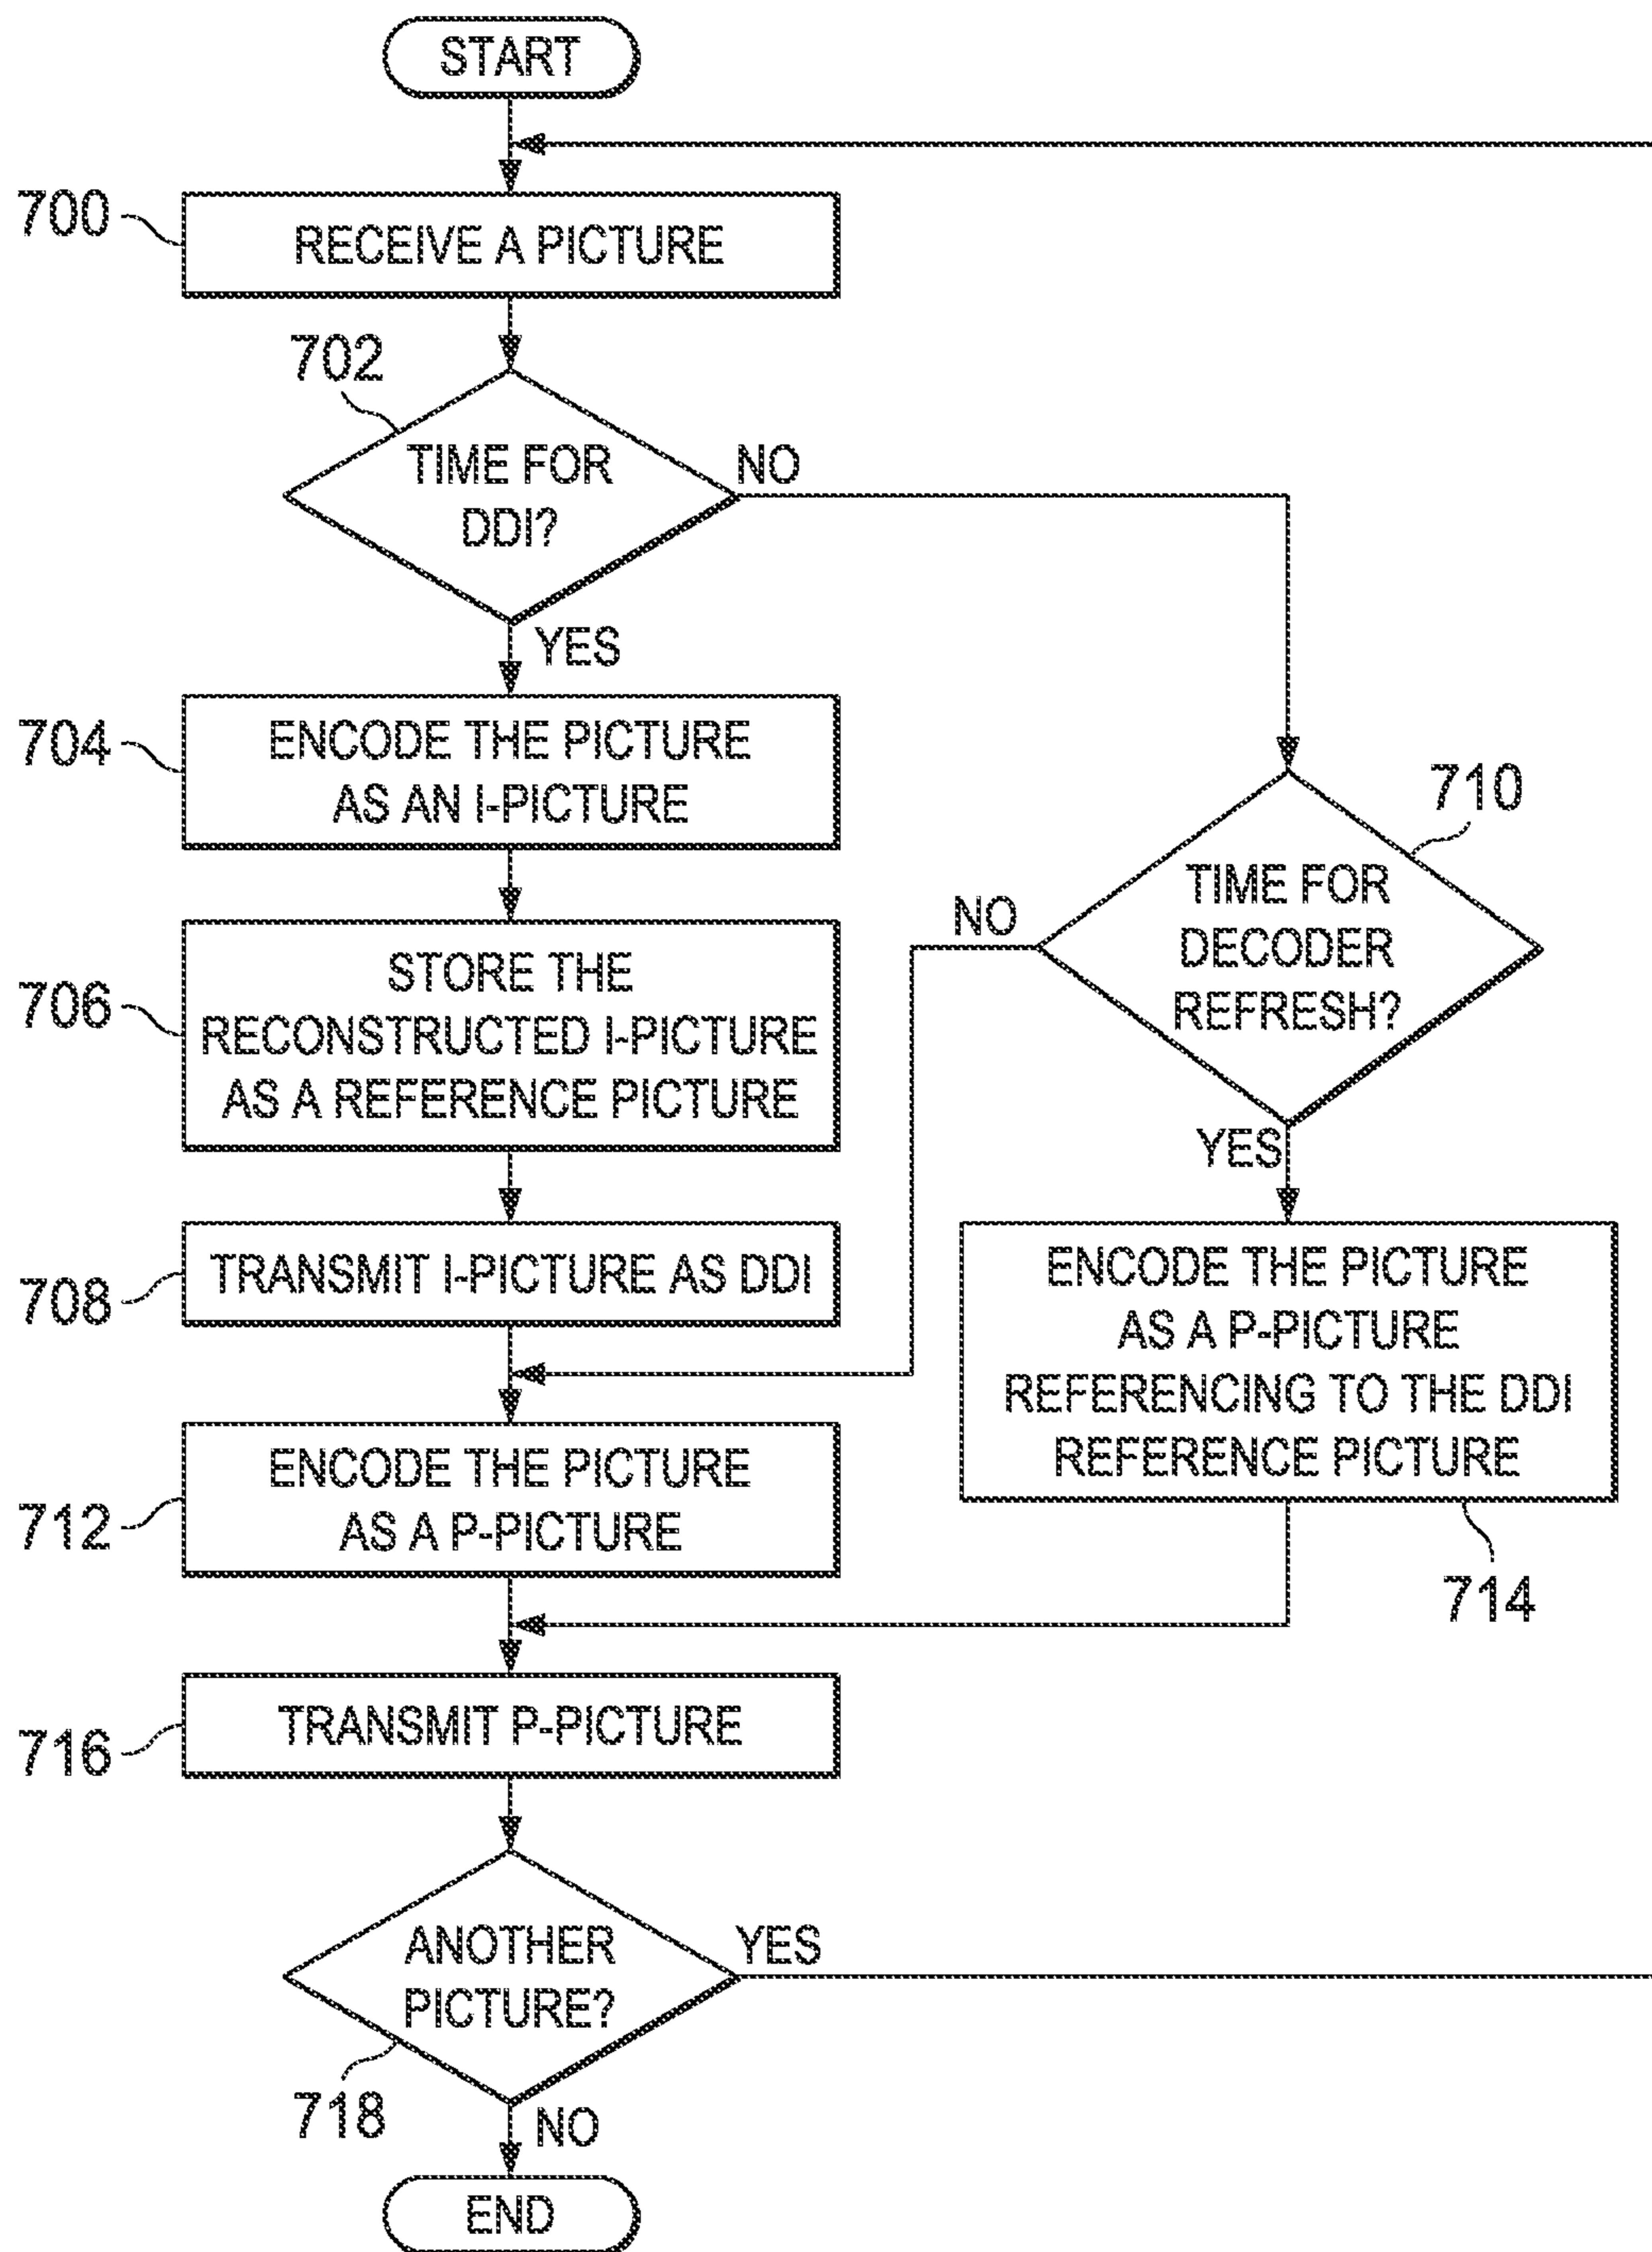 START
700
RECEIVE A PICTURE
702
TIME FOR
DDI?
NO
YES
704
ENCODE THE PICTURE
AS AN I-PICTURE
710
TIME FOR
DECODER
REFRESH?
NO
YES
706
STORE THE
RECONSTRUCTED I-PICTURE
AS A REFERENCE PICTURE
708
TRANSMIT I-PICTURE AS DDI
ENCODE THE PICTURE
AS A P-PICTURE
REFERENCING TO THE DDI
REFERENCE PICTURE
714
712
ENCODE THE PICTURE
AS A P-PICTURE
716
TRANSMIT P-PICTURE
ANOTHER
PICTURE?
YES
718
NO
END